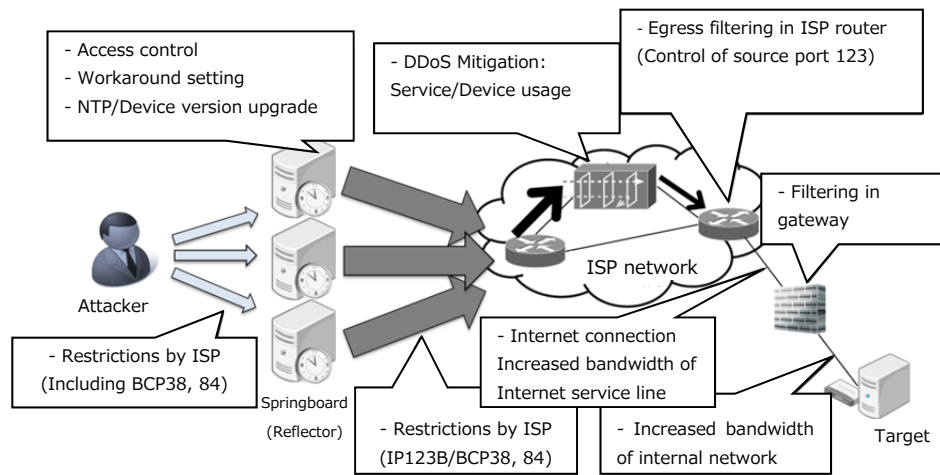 - Access control
- Workaround setting
- NTP/Device version upgrade
- DDoS Mitigation:
Service/Device usage
- Egress filtering in ISP router
(Control of source port 123)
- Filtering in
gateway
Attacker
ISP network
- Restrictions by ISP
(Including BCP38, 84)
Springboard
(Reflector)
- Restrictions by ISP
(IP123B/BCP38, 84)
- Internet connection
Increased bandwidth of
Internet service line
- Increased bandwidth
of internal network
Target